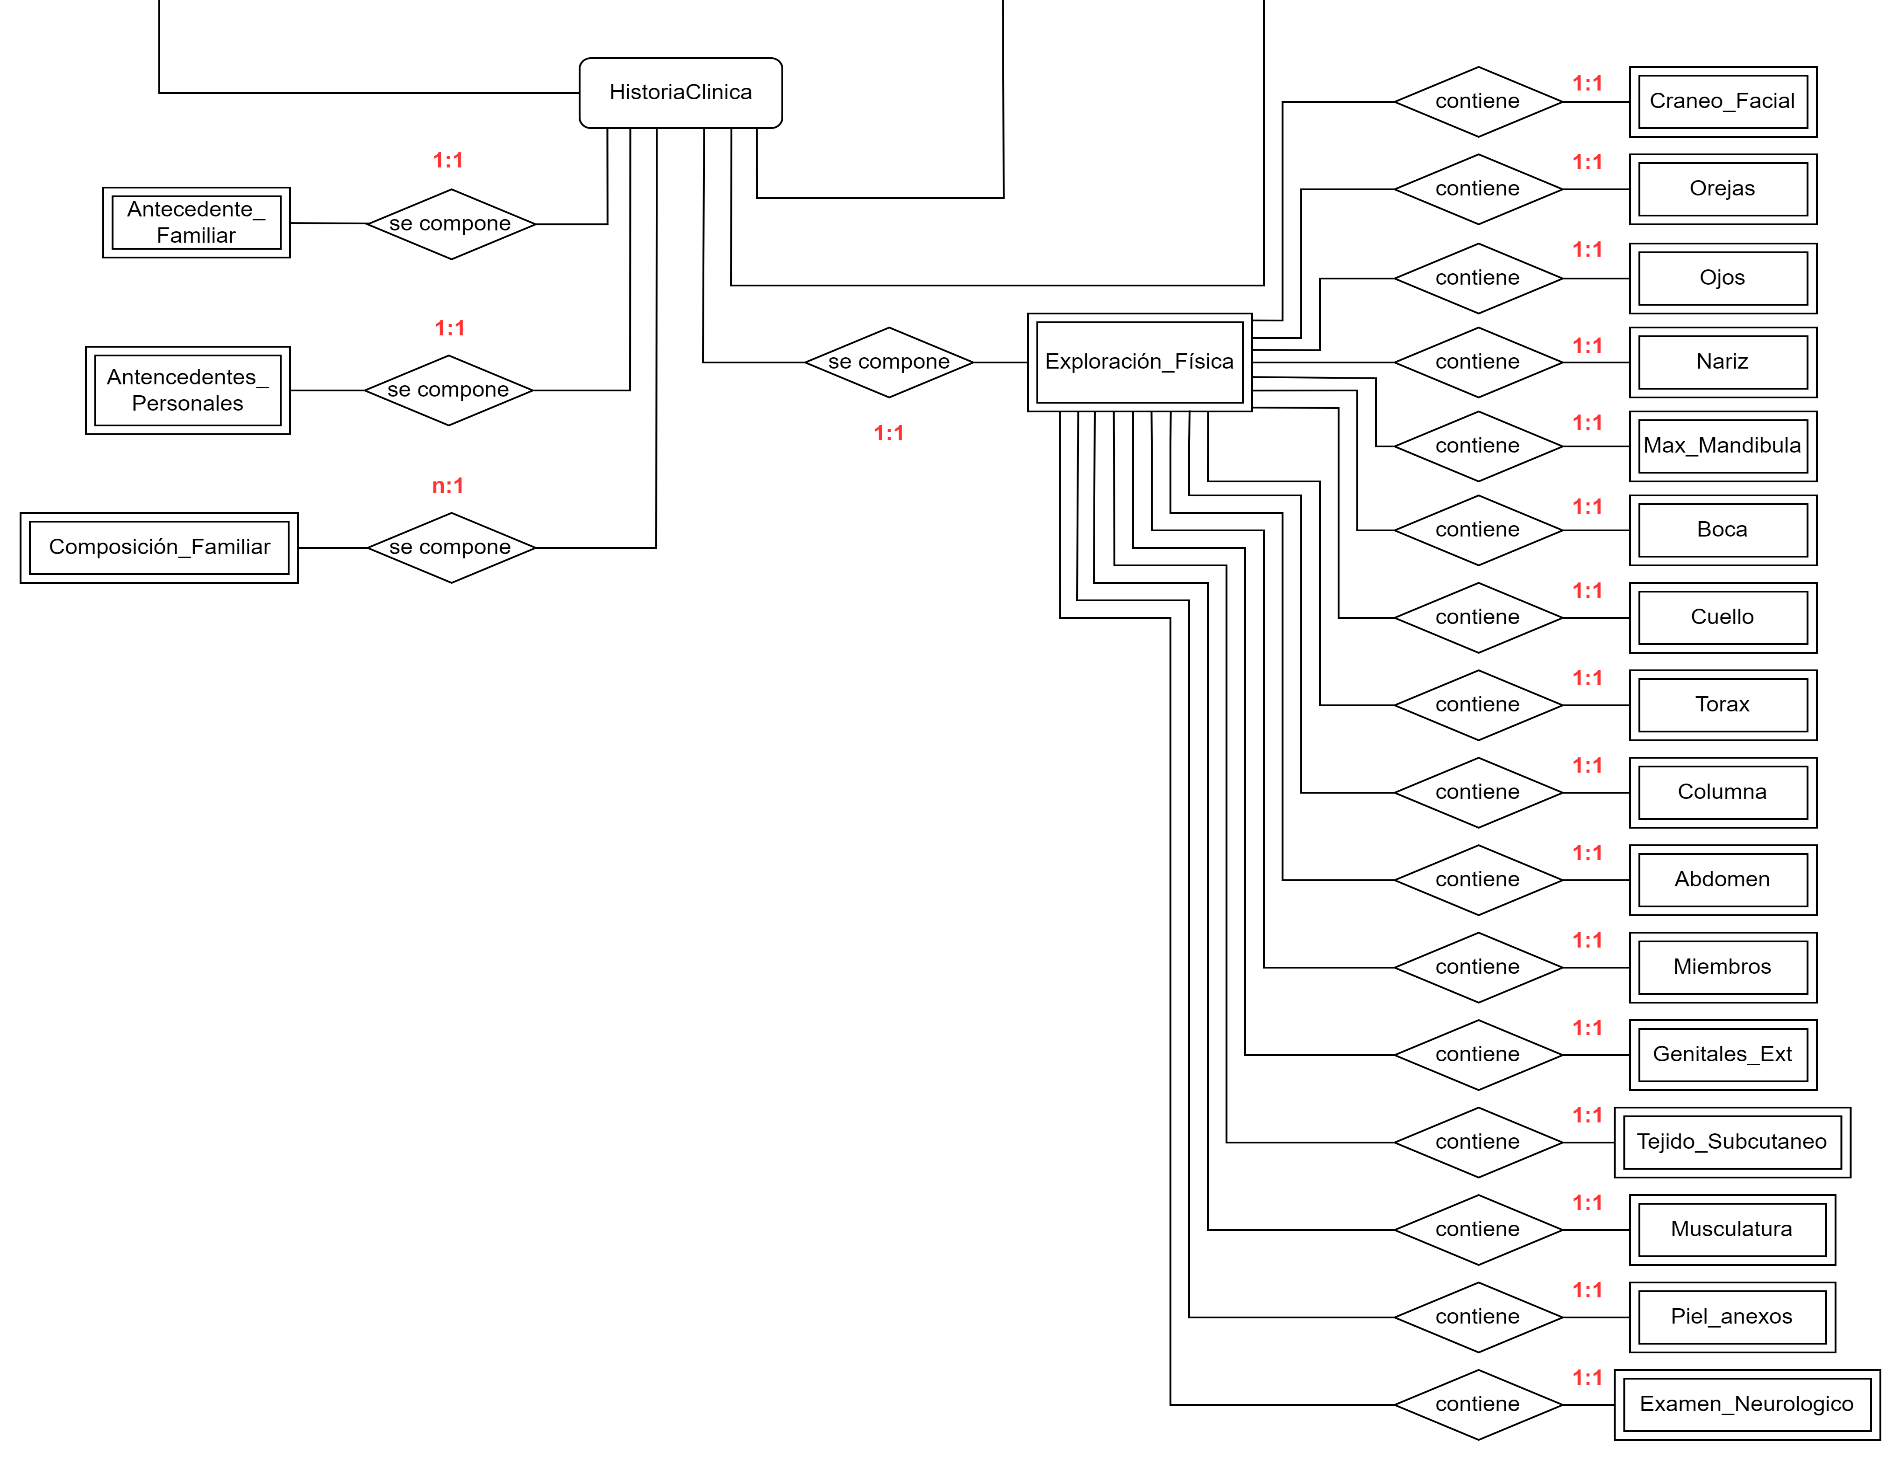 HistoriaClinica
1:1
Antecedente_
Familiar
se compone
1:1
Antencedentes_
Personales
se compone
n:1
Composición_Familiar
se compone
se compone
1:1
Exploración_Física
contiene
1:1
Craneo_Facial
contiene
1:1
Orejas
contiene
1:1
Ojos
contiene
1:1
Nariz
contiene
1:1
Max_Mandibula
contiene
1:1
Boca
contiene
1:1
Cuello
contiene
1:1
Torax
contiene
1:1
Columna
contiene
1:1
Abdomen
contiene
1:1
Miembros
contiene
1:1
Genitales_Ext
contiene
1:1
Tejido_Subcutaneo
contiene
1:1
Musculatura
contiene
1:1
Piel_anexos
contiene
1:1
Examen_Neurologico